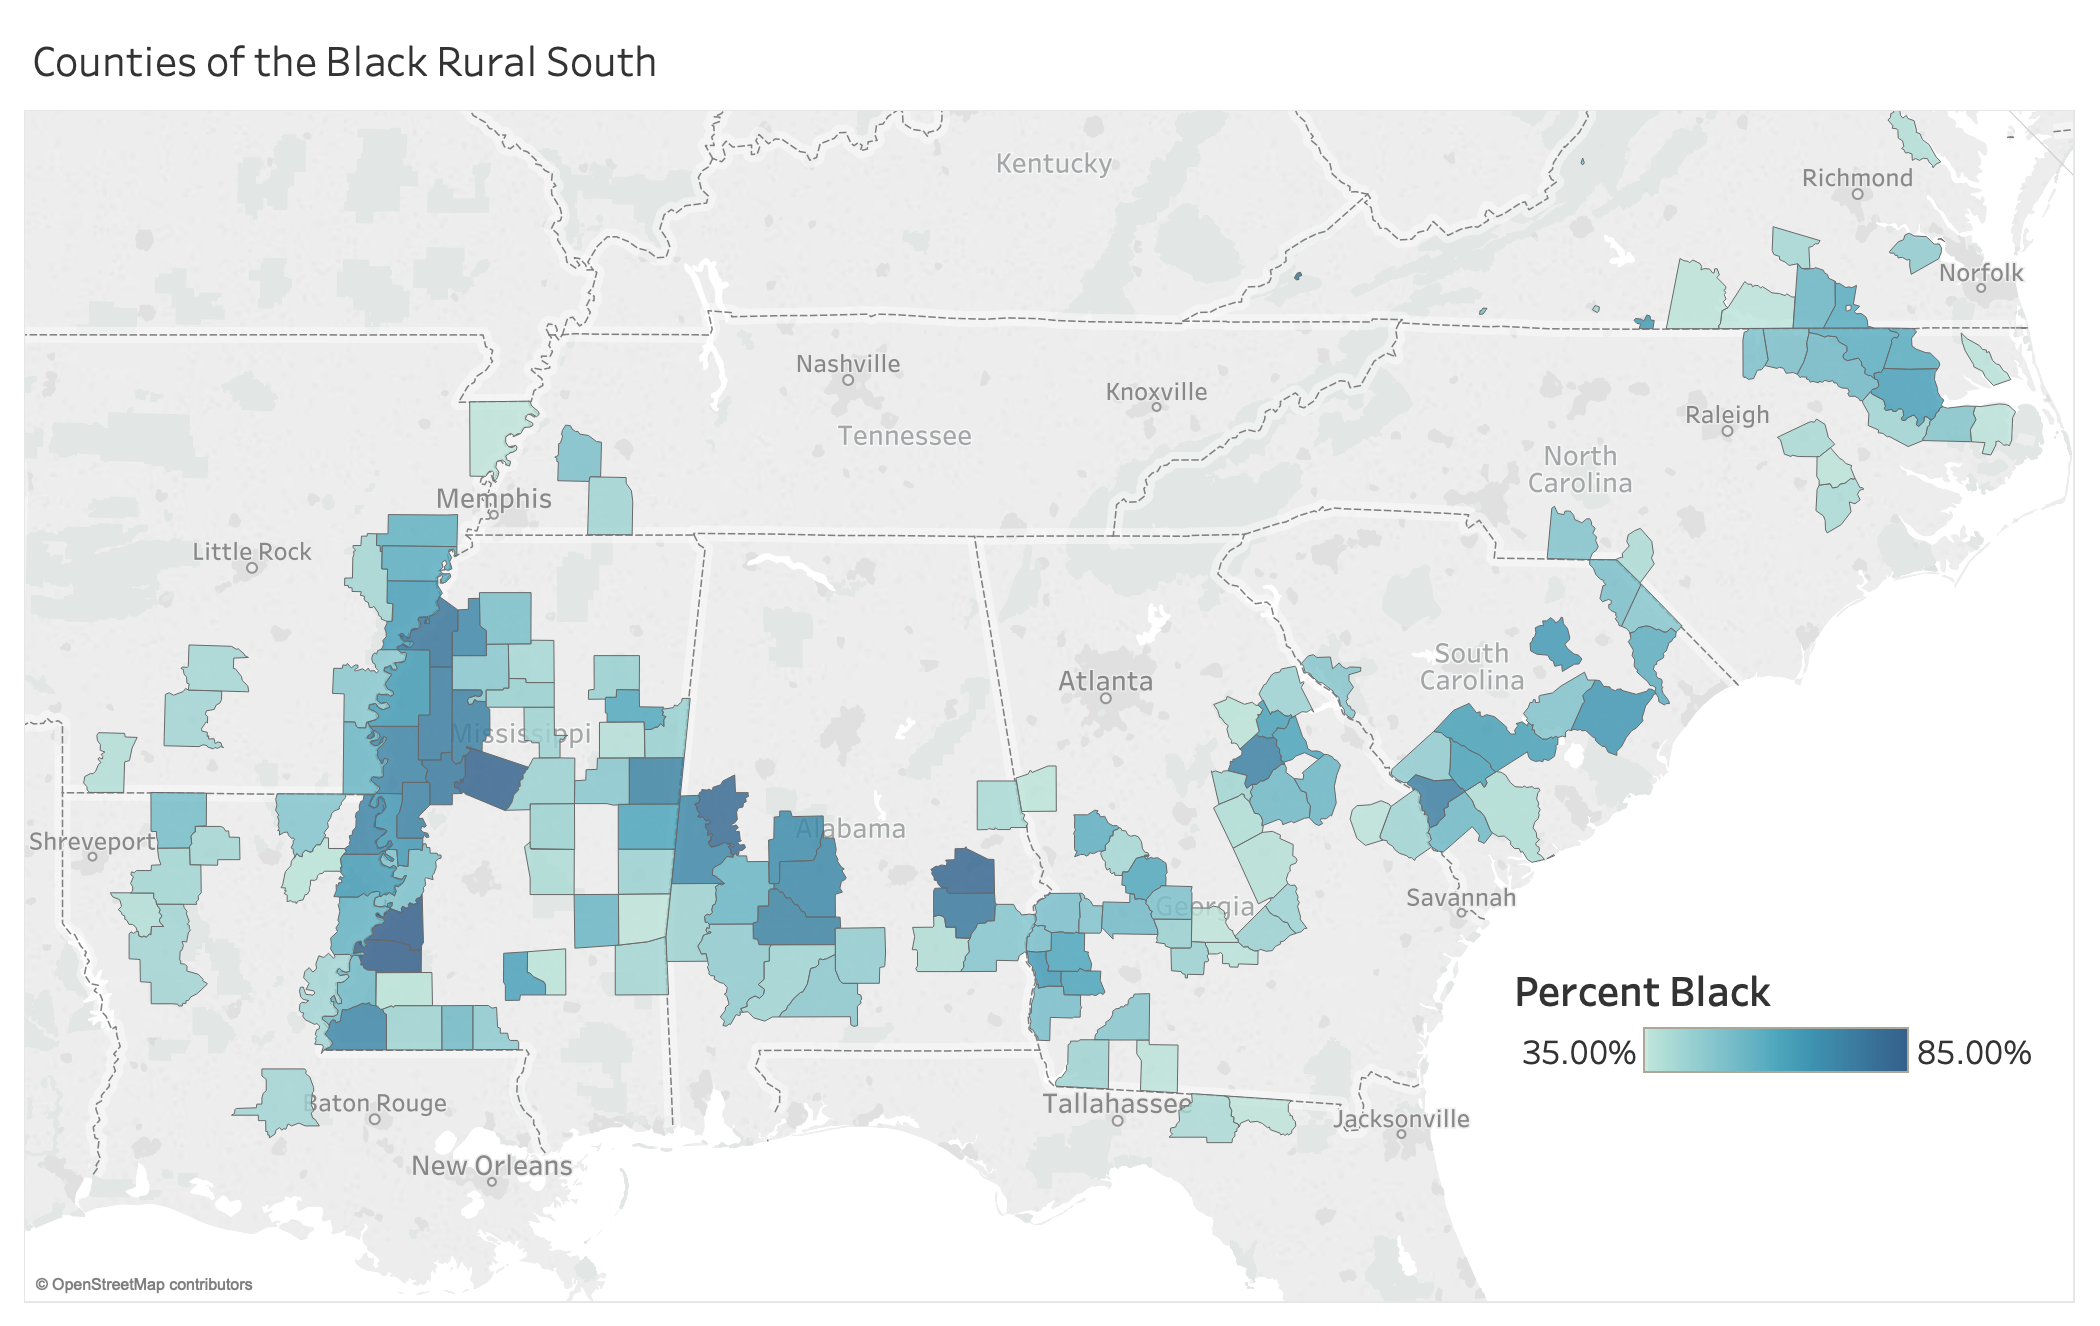 Counties of the Black Rural South
Kentucky
Richmond
Norfolk
Nashville
Knoxville
Tennessee
Raleigh
North
Carolina
Memphis
Little Rock
South
Carolina
Atlanta
Mississippi
Shreveport
Alabama
Georgia
Savannah
Percent Black
35.00%
85.00%
Baton Rouge
Tallahassee
Jacksonville
New Orleans
© OpenStreetMap contributors